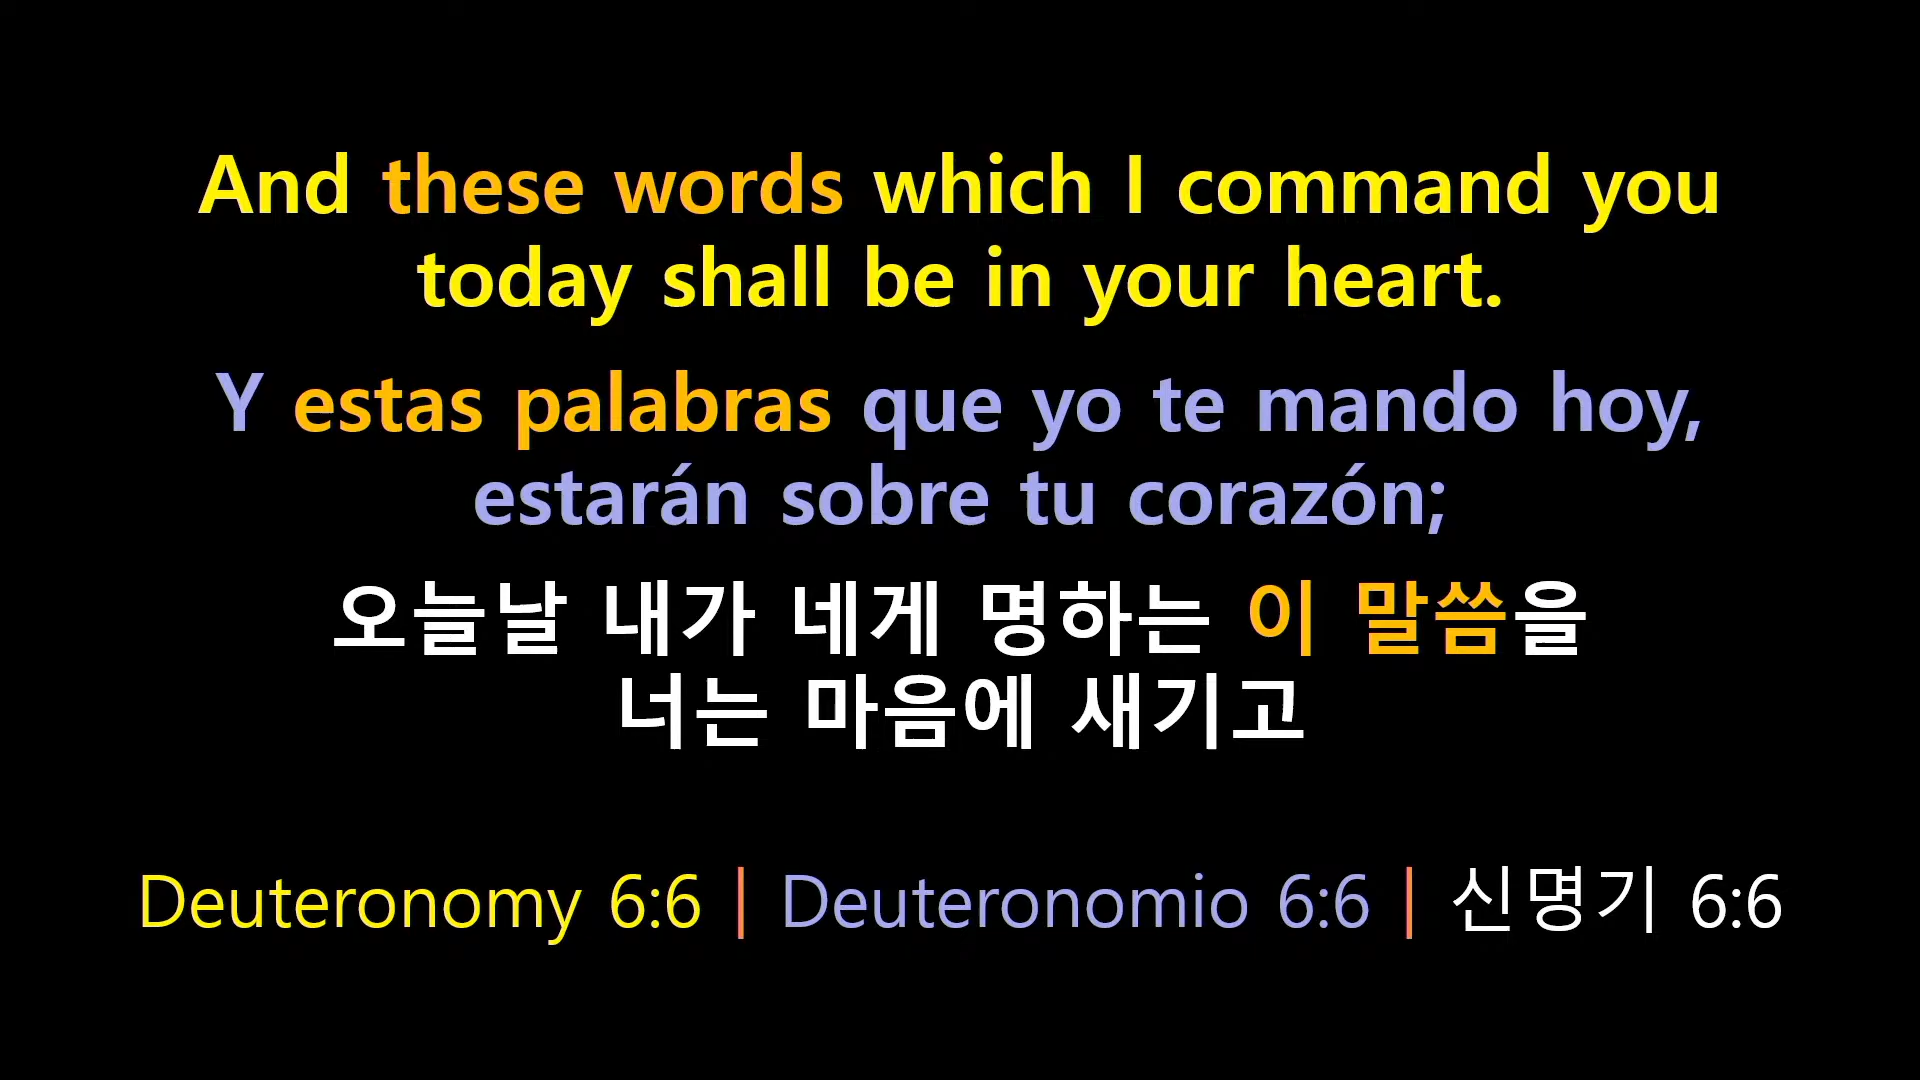 And these words which I command you
today shall be in your heart.
Y estas palabras que yo te mando hoy,
estarán sobre tu corazón;
오늘날 내가 네게 명하는 이 말씀을
너는 마음에 새기고
Deuteronomy 6:6 | Deuteronomio 6:6 | 신명기 6:6